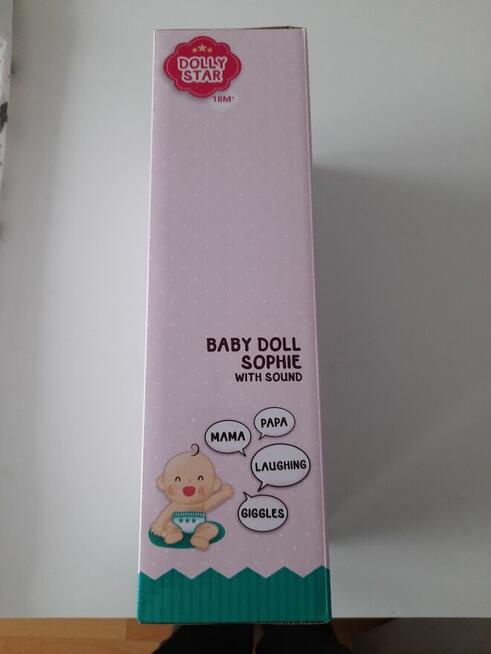 DOLLY
STAR
18M+
BABY DOLL
SOPHIE
WITH SOUND
PAPA
MAMA
LAUGHING
GIGGLES